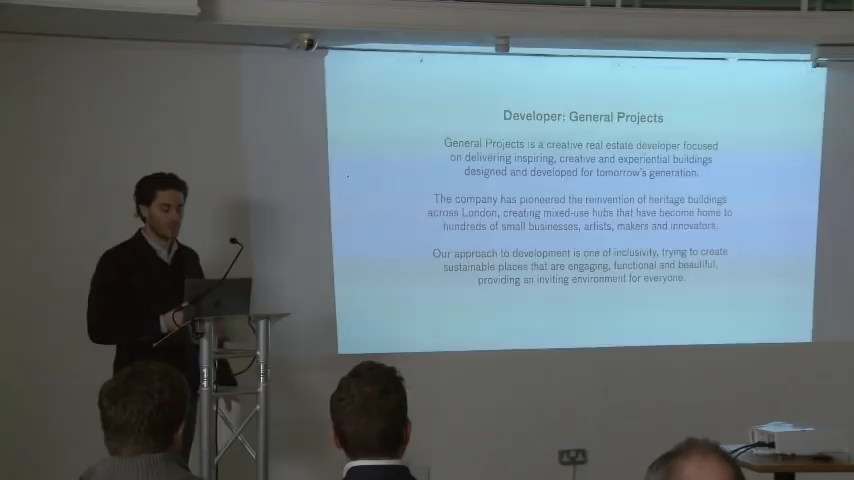 Developer: General Projects
General Projects is a creative real estate developer focused
on delivering inspiring, creative and experiential buildings
designed and developed for tomorrow's generation.
The company has pioneered the reinvention of heritage buildings
across London, creating mixed-use hubs that have become home to
hundreds of small businesses, artists, makers and innovators.
Our approach to development is one of inclusivity, trying to create
sustainable places that are engaging, functional and beautiful,
providing an inviting environment for everyone.